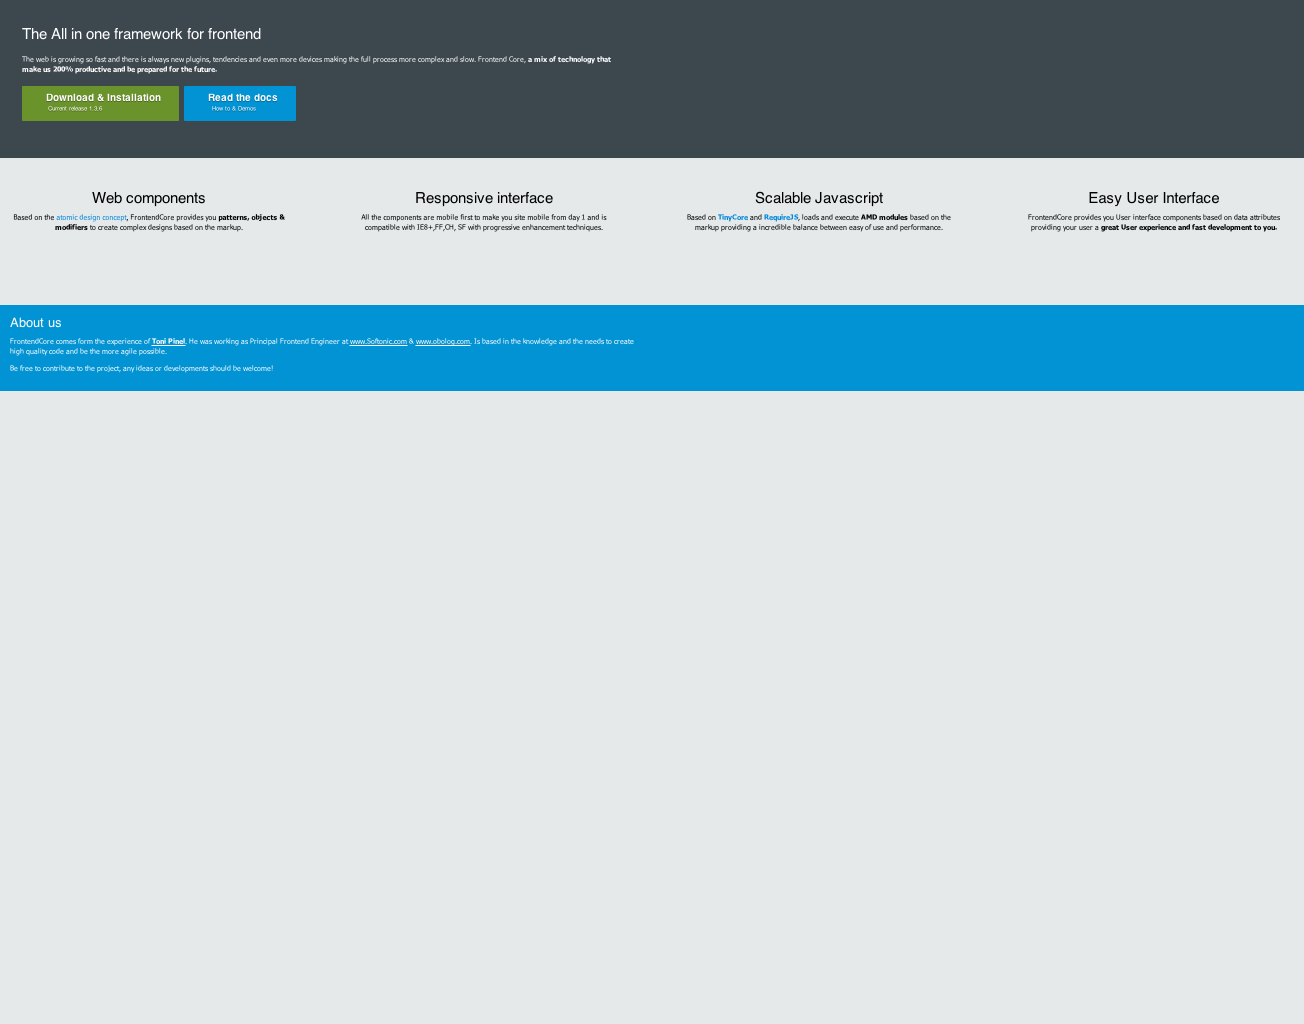 The All in one framework for frontend
The web is growing so fast and there is always new plugins, tendencies and even more devices making the full process more complex and slow. Frontend Core, a mix of technology that
make us 200% productive and be prepared for the future.
Download & Installation
Current release 1.3.6
Read the docs
How to & Demos
Web components
Based on the atomic design concept, FrontendCore provides you patterns, objects &
modifiers to create complex designs based on the markup.
Responsive interface
All the components are mobile first to make you site mobile from day 1 and is
compatible with IE8+,FF,CH, SF with progressive enhancement techniques.
Scalable Javascript
Based on TinyCore and RequireJS, loads and execute AMD modules based on the
markup providing a incredible balance between easy of use and performance.
Easy User Interface
FrontendCore provides you User interface components based on data attributes
providing your user a great User experience and fast development to you.
About us
FrontendCore comes form the experience of Toni Pinel. He was working as Principal Frontend Engineer at www.Softonic.com & www.obolog.com. Is based in the knowledge and the needs to create
high quality code and be the more agile possible.
Be free to contribute to the project, any ideas or developments should be welcome!